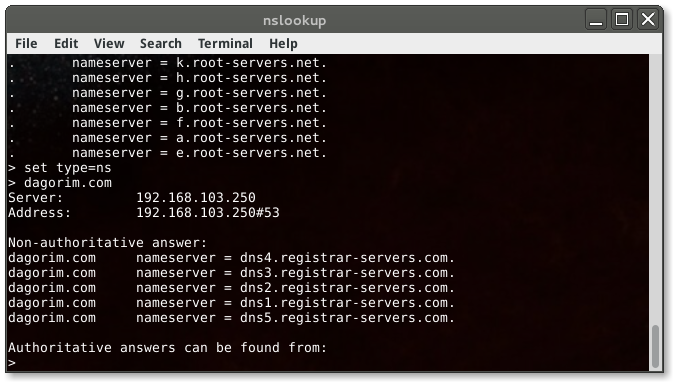 nslookup
File Edit View Search Terminal Help
. nameserver = k.root-servers.net.
. nameserver = h.root-servers.net.
. nameserver = g.root-servers.net.
. nameserver = b.root-servers.net.
. nameserver = f.root-servers.net.
. nameserver = a.root-servers.net.
. nameserver = e.root-servers.net.
> set type=ns
> dagorim.com
Server: 192.168.103.250
Address: 192.168.103.250#53
Non-authoritative answer:
dagorim.com nameserver = dns4.registrar-servers.com.
dagorim.com nameserver = dns3.registrar-servers.com.
dagorim.com nameserver = dns2.registrar-servers.com.
dagorim.com nameserver = dns1.registrar-servers.com.
dagorim.com nameserver = dns5.registrar-servers.com.
Authoritative answers can be found from:
>